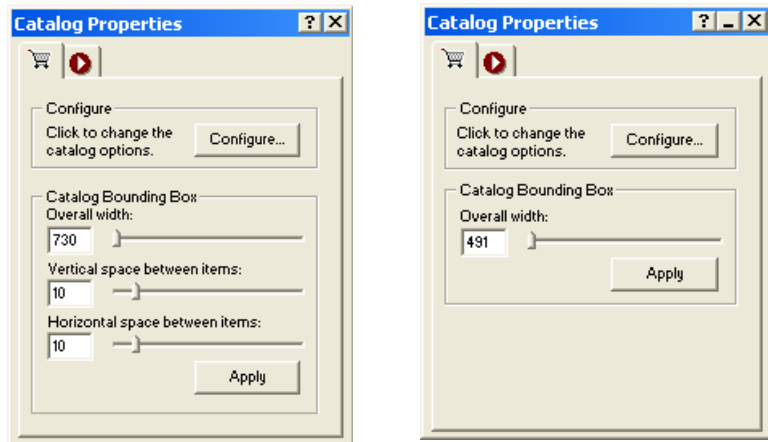 Catalog Properties
Configure
Click to change the
catalog options.
Configure...
Catalog Bounding Box
Overall width:
730
Vertical space between items:
10
Horizontal space between items:
10
Apply
Catalog Properties
Configure
Click to change the
catalog options.
Configure...
Catalog Bounding Box
Overall width:
491
Apply